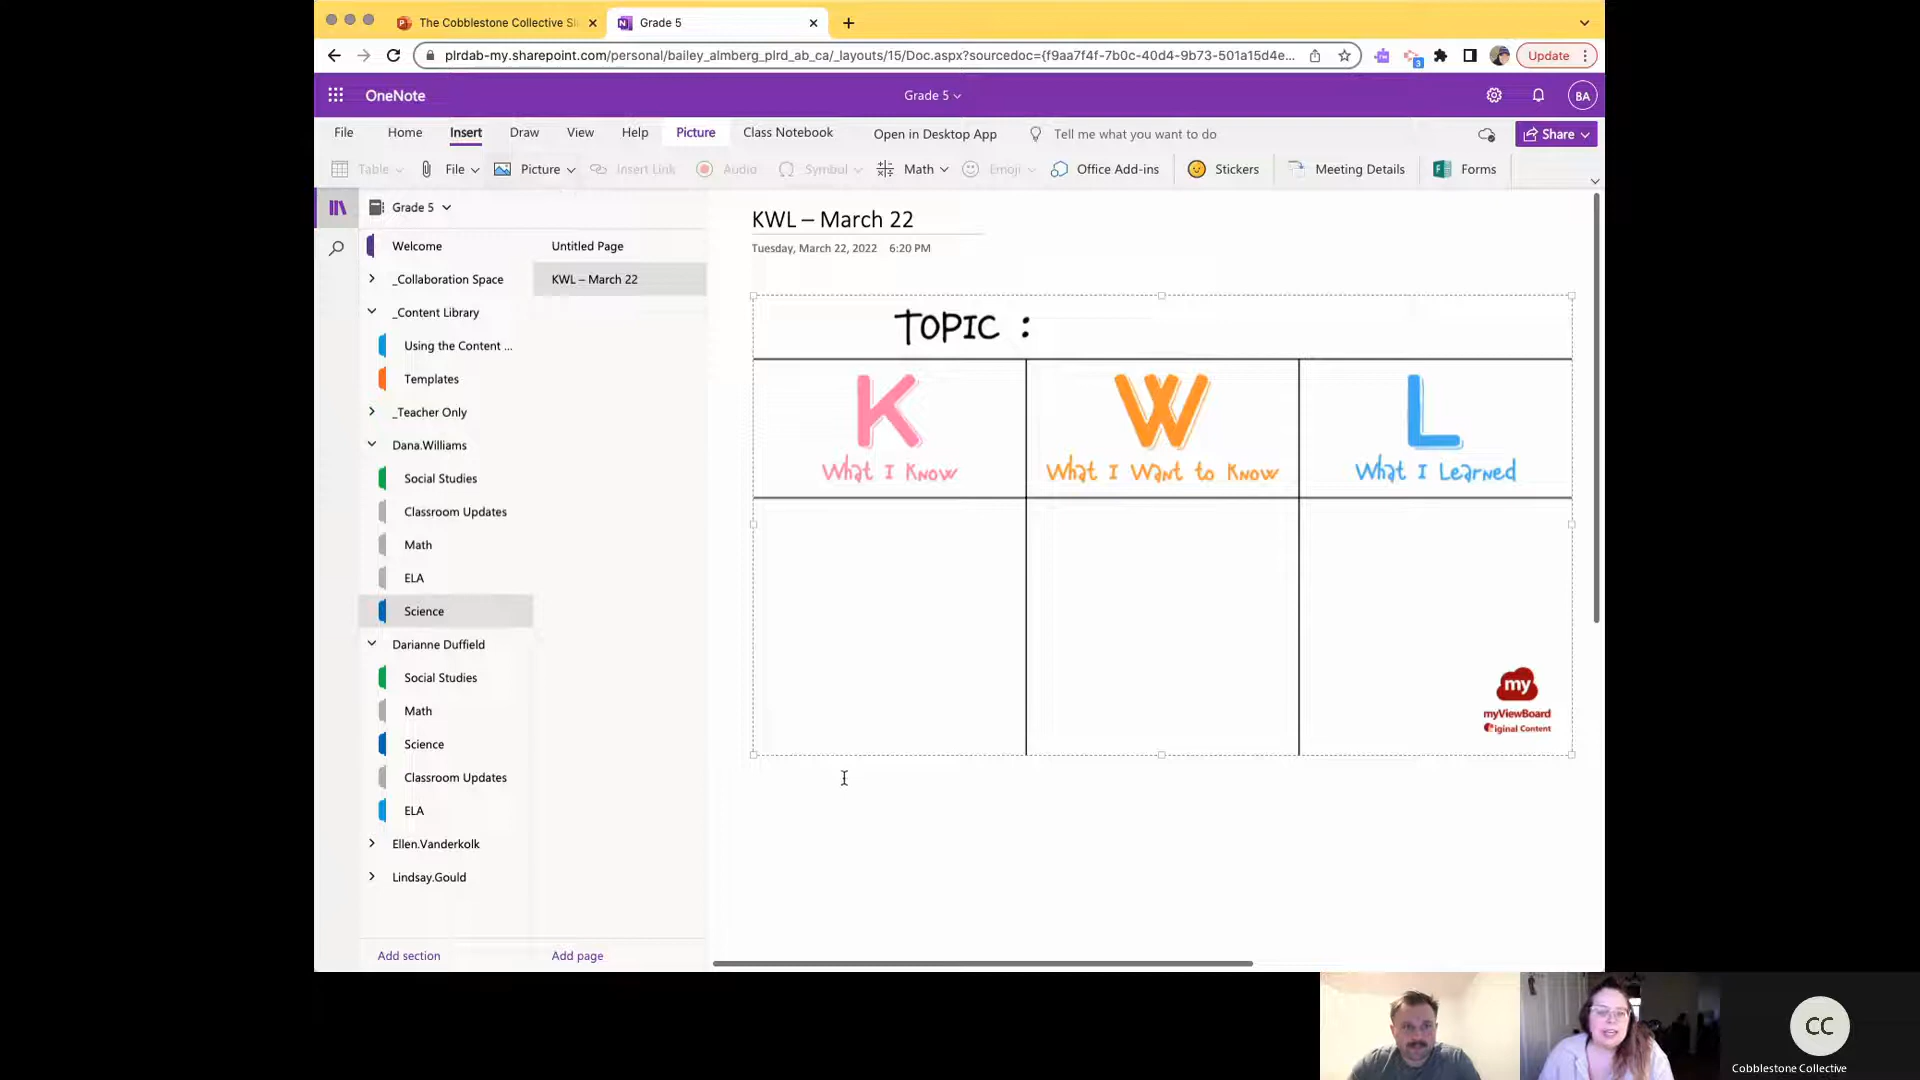 The Cobblestone Collective Sl
Grade 5
plrdab-my.sharepoint.com/personal/bailey_almberg_plrd_ab_ca/_layouts/15/Doc.aspx?sourcedoc={f9aa7f4f-7b0c-40d4-9b73-501a15d4e...
3
Update
OneNote
Grade 5
BA
File Home Insert Draw View Help Picture Class Notebook Open in Desktop App Tell me what you want to do
Share
Table File Picture Insert Link Audio Symbol Math Emoji Office Add-ins Stickers Meeting Details Forms
Grade 5
Welcome
_Collaboration Space
_Content Library
Using the Content ...
Templates
_Teacher Only
Dana.Williams
Social Studies
Classroom Updates
Math
ELA
Science
Darianne Duffield
Social Studies
Math
Science
Classroom Updates
ELA
Ellen.Vanderkolk
Lindsay.Gould
Add section
Untitled Page
KWL – March 22
Add page
KWL – March 22
Tuesday, March 22, 2022 6:20 PM
TOPIC :
K
What I Know
W
What I Want to Know
L
What I Learned
my
myViewBoard
iginal Content
CC
Cobblestone Collective